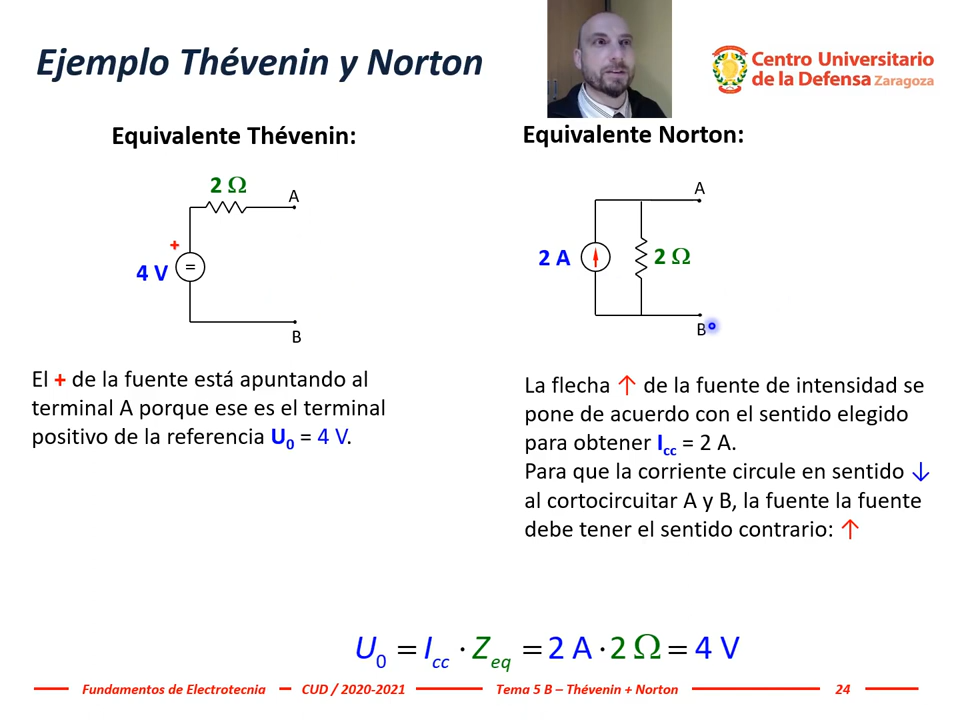 Ejemplo Thévenin y Norton
Centro Universitario
de la Defensa Zaragoza
Equivalente Thévenin:
2 Ω
A
+
4 V
=
B
El + de la fuente está apuntando al
terminal A porque ese es el terminal
positivo de la referencia U₀ = 4 V.
Equivalente Norton:
A
2 A
2 Ω
B
La flecha ↑ de la fuente de intensidad se
pone de acuerdo con el sentido elegido
para obtener Icc = 2 A.
Para que la corriente circule en sentido ↓
al cortocircuitar A y B, la fuente la fuente
debe tener el sentido contrario: ↑
U₀ = Icc · Zeq = 2 A · 2 Ω = 4 V
Fundamentos de Electrotecnia CUD / 2020-2021 Tema 5 B – Thévenin + Norton 24